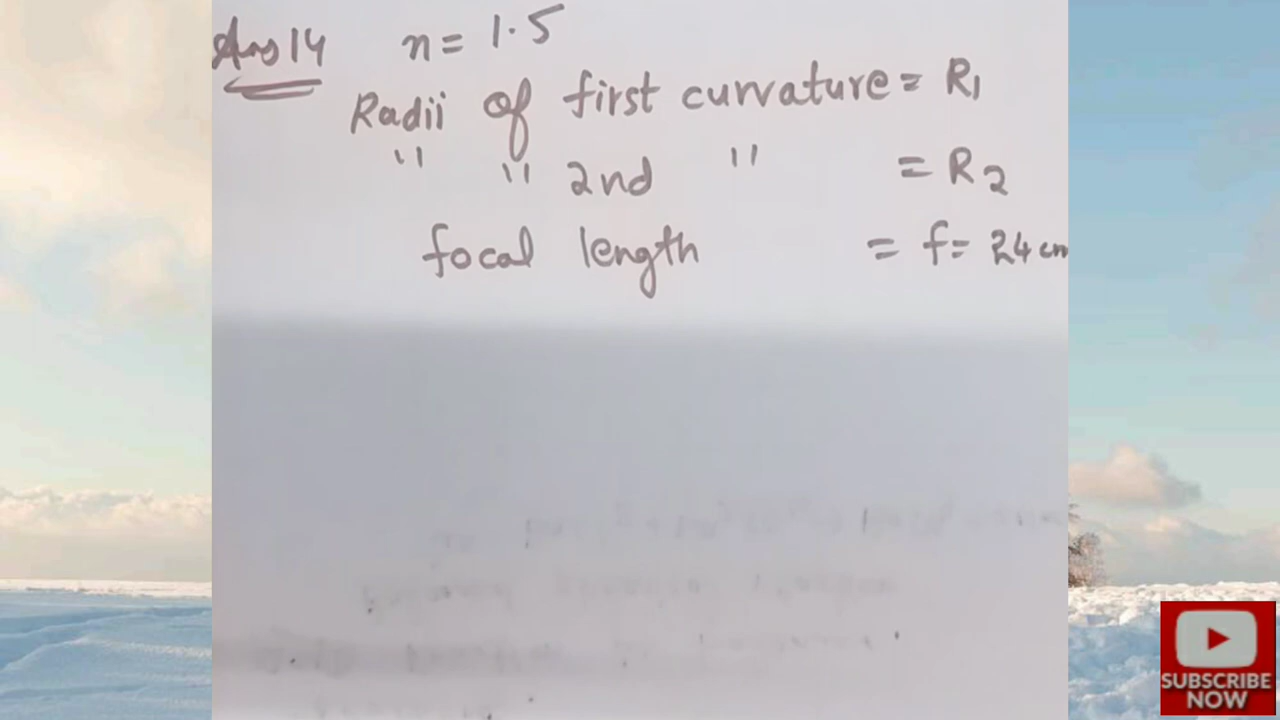 Ans 14 n = 1.5
Radii of first curvature = R1
" " 2nd " = R2
focal length = f = 24 cm
SUBSCRIBE
NOW